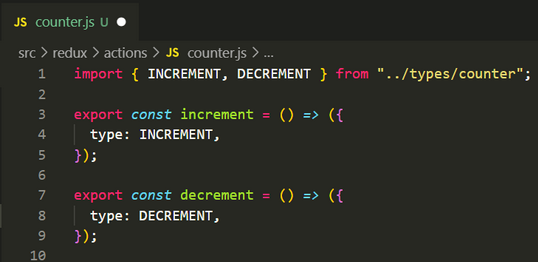 JS counter.js U ●
src > redux > actions > JS counter.js > ...
1 import { INCREMENT, DECREMENT } from "../types/counter";
2
3 export const increment = () => ({
4   type: INCREMENT,
5 });
6
7 export const decrement = () => ({
8   type: DECREMENT,
9 });
10